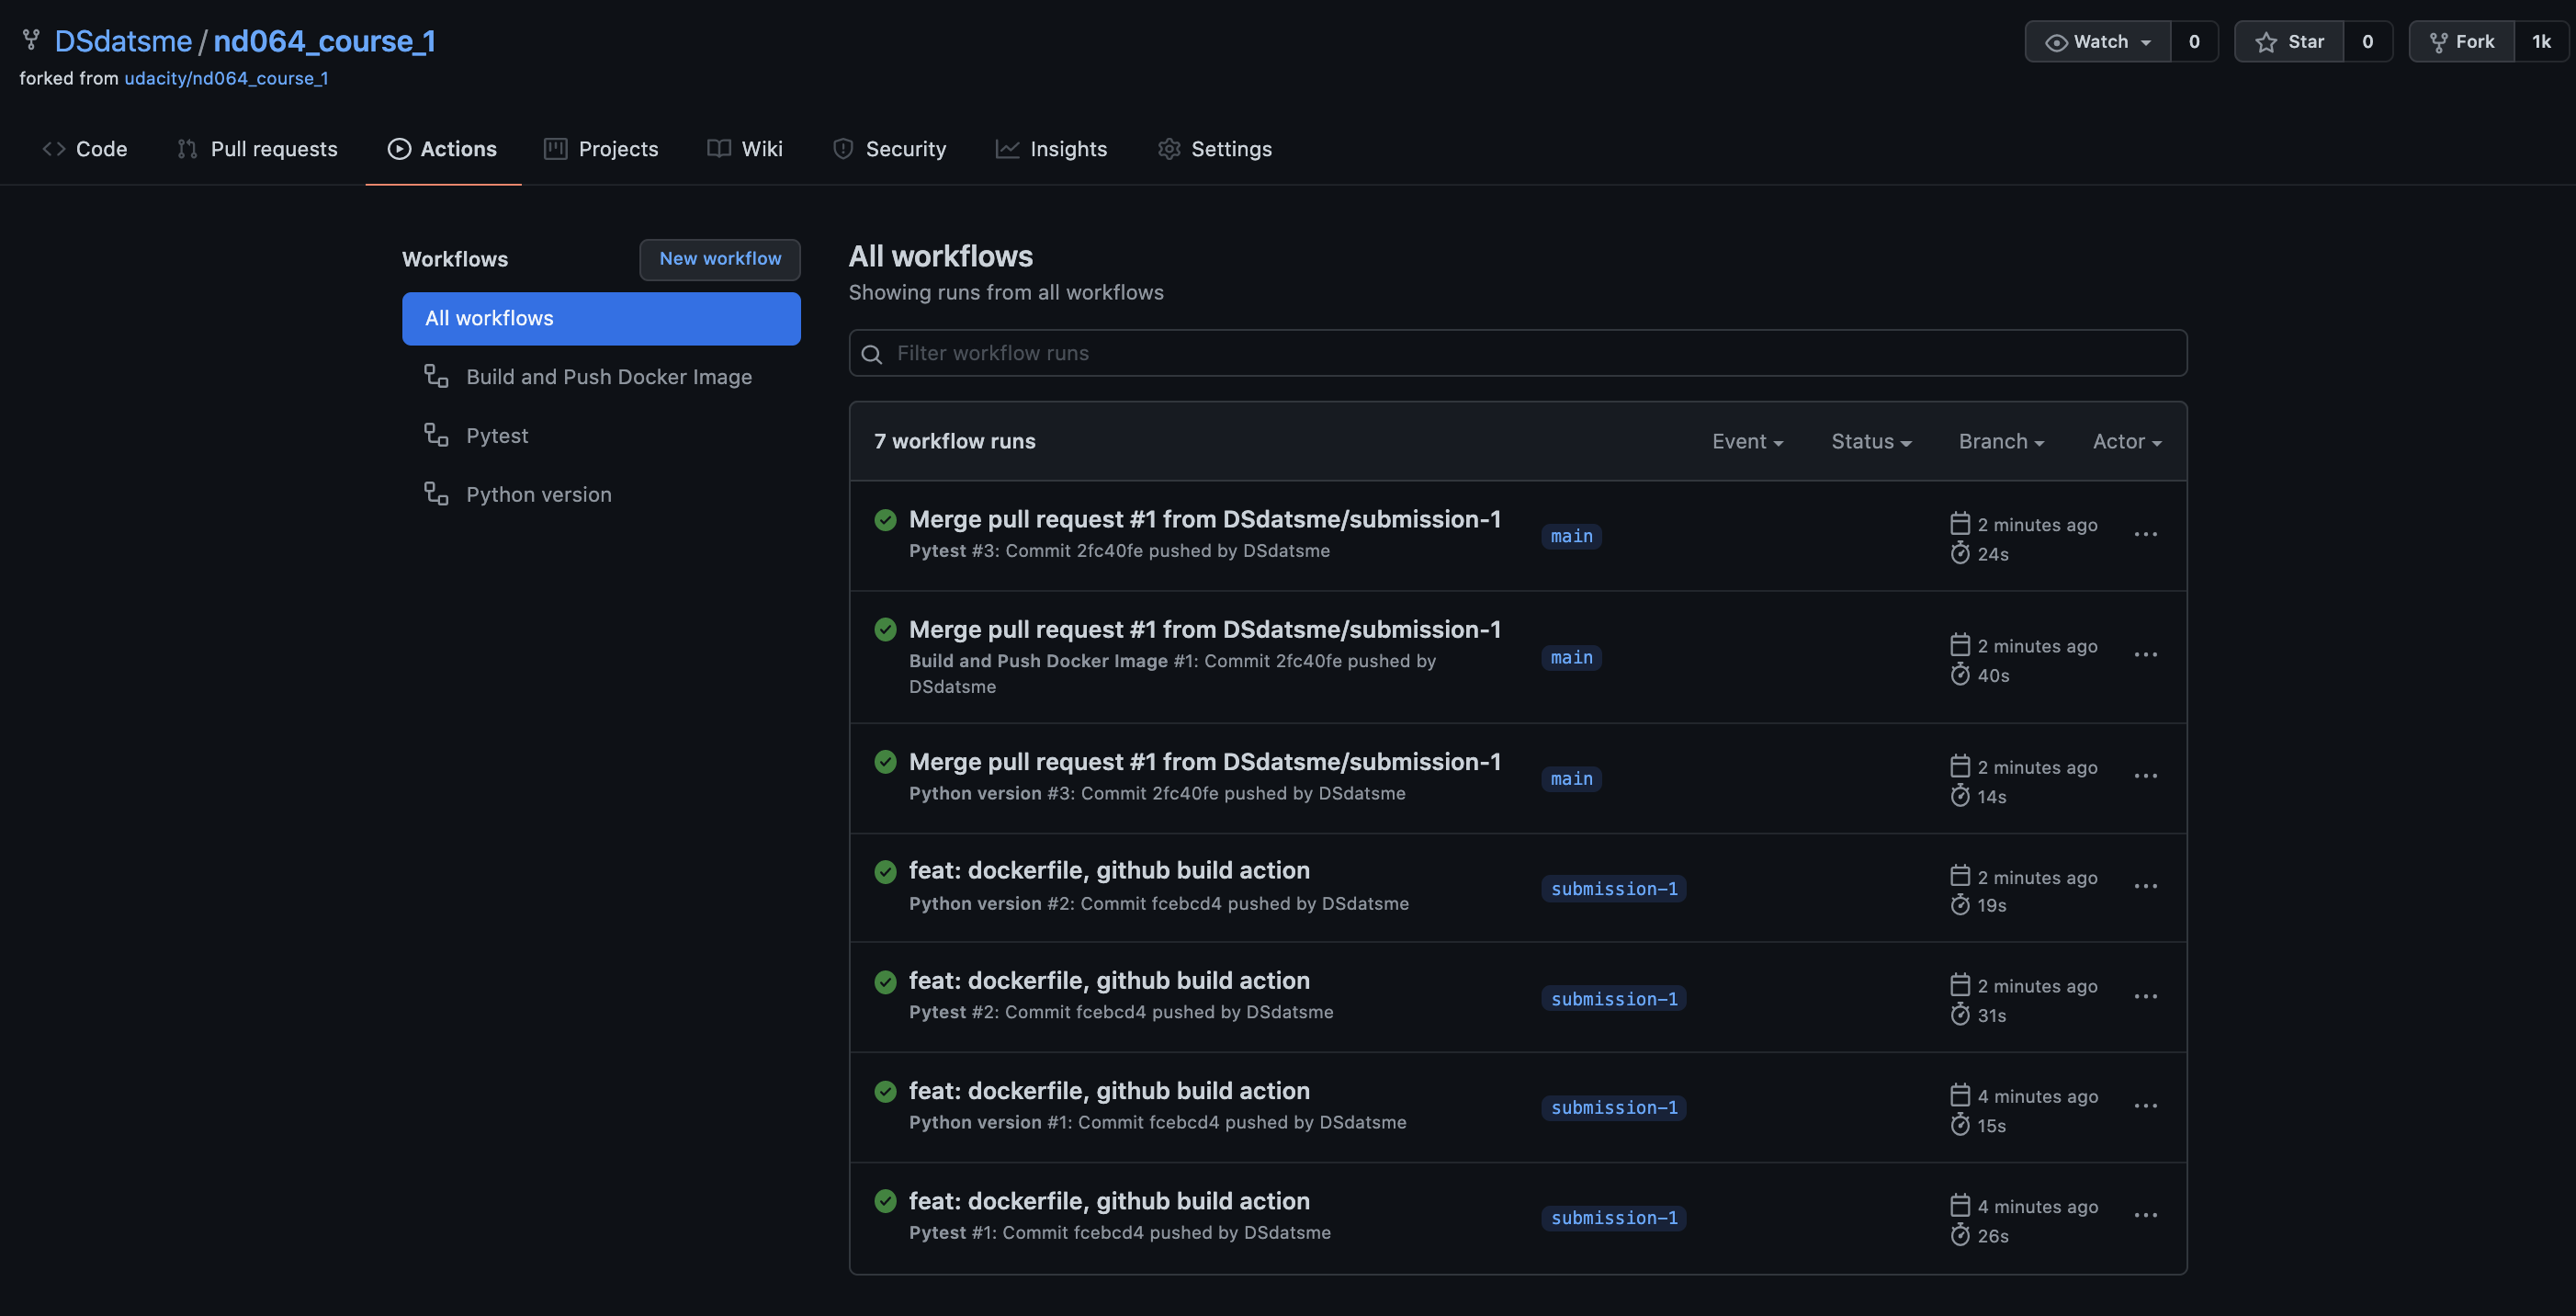 DSdatsme / nd064_course_1
Watch 0 Star 0 Fork 1k
forked from udacity/nd064_course_1
Code Pull requests Actions Projects Wiki Security Insights Settings
Workflows
New workflow
All workflows
Build and Push Docker Image
Pytest
Python version
All workflows
Showing runs from all workflows
Filter workflow runs
7 workflow runs Event Status Branch Actor
Merge pull request #1 from DSdatsme/submission-1
Pytest #3: Commit 2fc40fe pushed by DSdatsme
main
2 minutes ago
24s
Merge pull request #1 from DSdatsme/submission-1
Build and Push Docker Image #1: Commit 2fc40fe pushed by
DSdatsme
main
2 minutes ago
40s
Merge pull request #1 from DSdatsme/submission-1
Python version #3: Commit 2fc40fe pushed by DSdatsme
main
2 minutes ago
14s
feat: dockerfile, github build action
Python version #2: Commit fcebcd4 pushed by DSdatsme
submission-1
2 minutes ago
19s
feat: dockerfile, github build action
Pytest #2: Commit fcebcd4 pushed by DSdatsme
submission-1
2 minutes ago
31s
feat: dockerfile, github build action
Python version #1: Commit fcebcd4 pushed by DSdatsme
submission-1
4 minutes ago
15s
feat: dockerfile, github build action
Pytest #1: Commit fcebcd4 pushed by DSdatsme
submission-1
4 minutes ago
26s